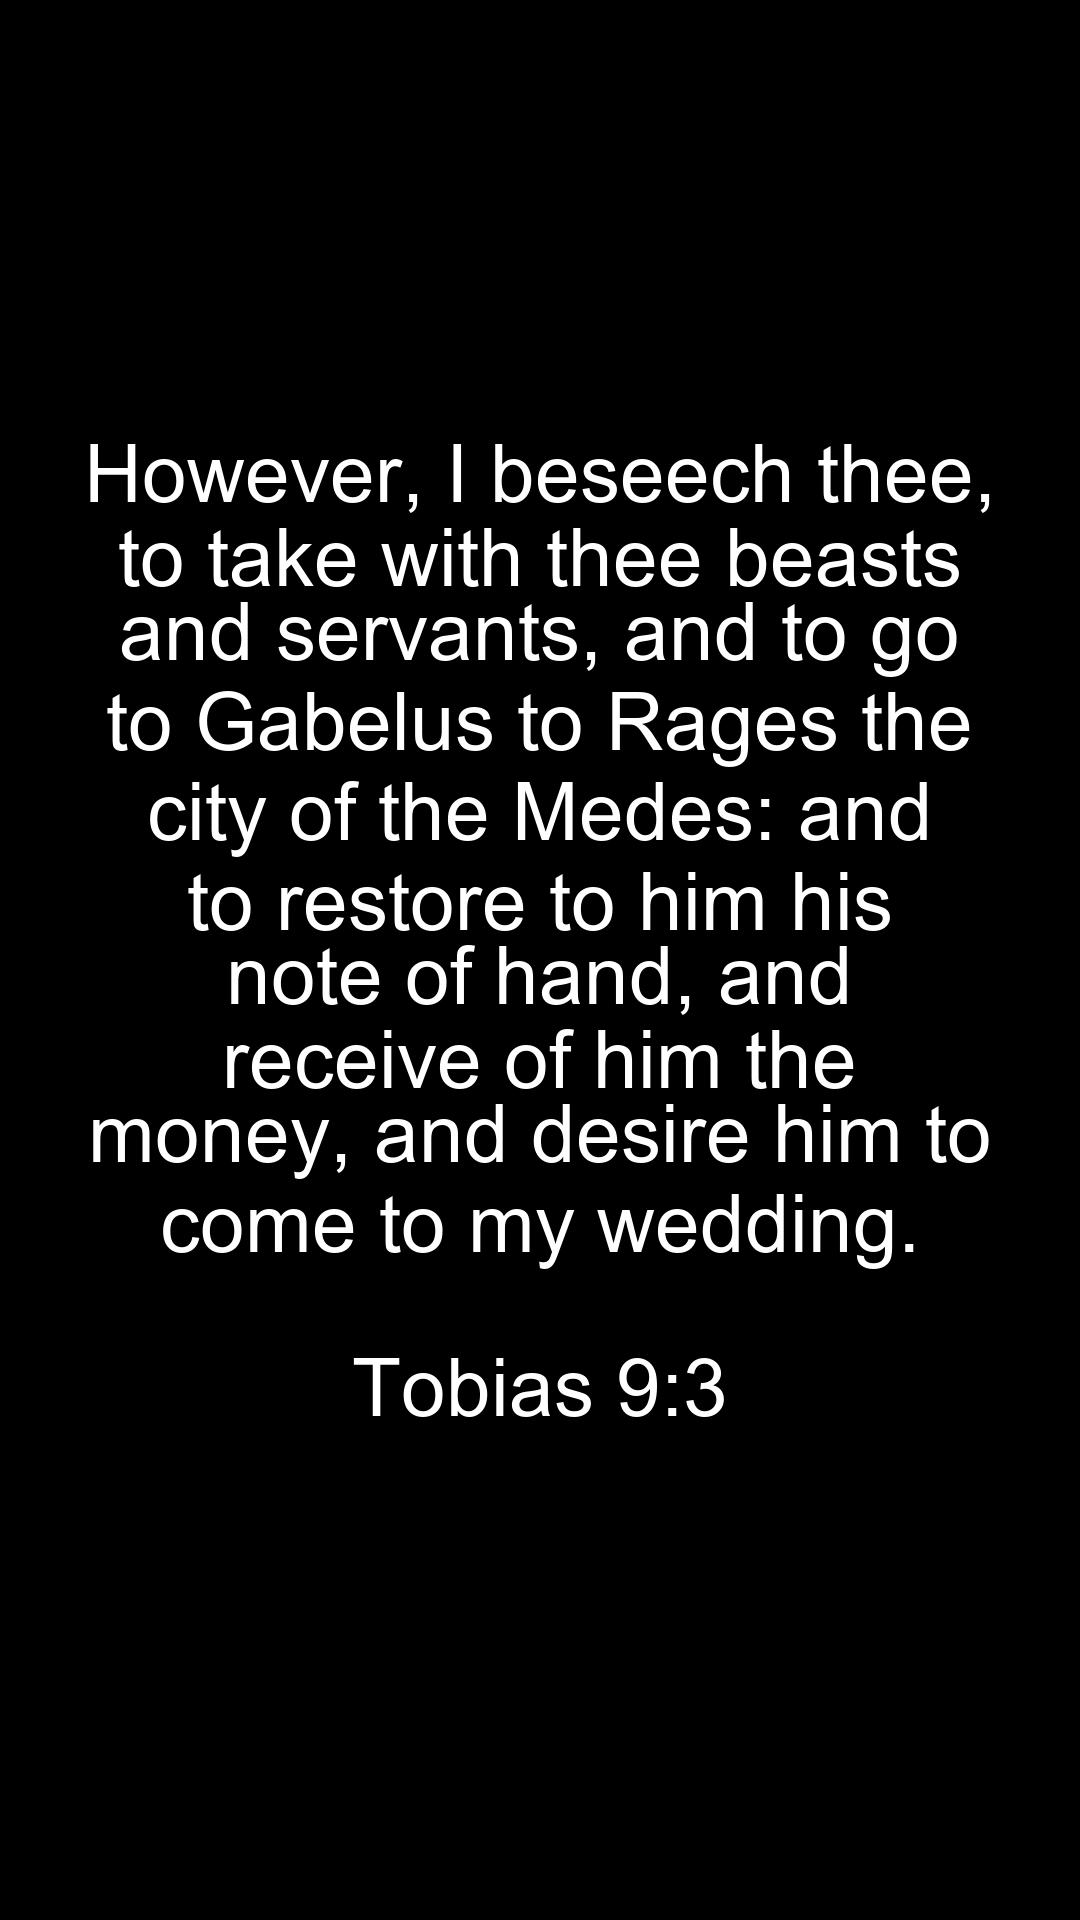 However, I beseech thee,
to take with thee beasts
and servants, and to go
to Gabelus to Rages the
city of the Medes: and
to restore to him his
note of hand, and
receive of him the
money, and desire him to
come to my wedding.
Tobias 9:3